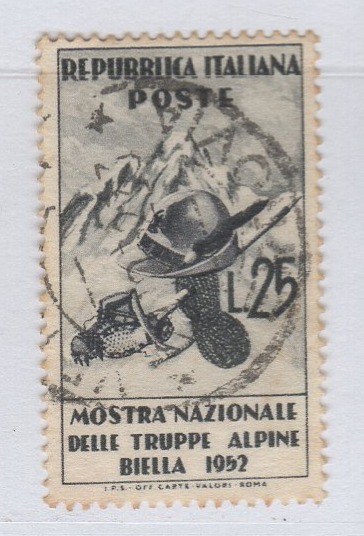 REPUBBLICA ITALIANA
POSTE
L.25
MOSTRA NAZIONALE
DELLE TRUPPE ALPINE
BIELLA 1952
I.P.S.-OFF. CARTE-VALORI-ROMA